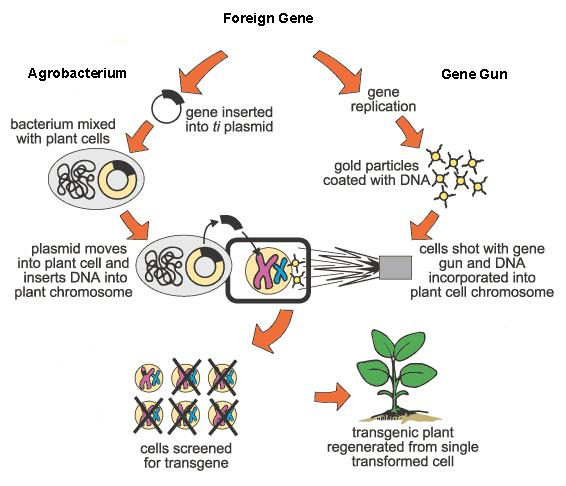 Foreign Gene
Agrobacterium
Gene Gun
gene inserted
into ti plasmid
gene
replication
bacterium mixed
with plant cells
gold particles
coated with DNA
plasmid moves
into plant cell and
inserts DNA into
plant chromosome
cells shot with gene
gun and DNA
incorporated into
plant cell chromosome
cells screened
for transgene
transgenic plant
regenerated from single
transformed cell